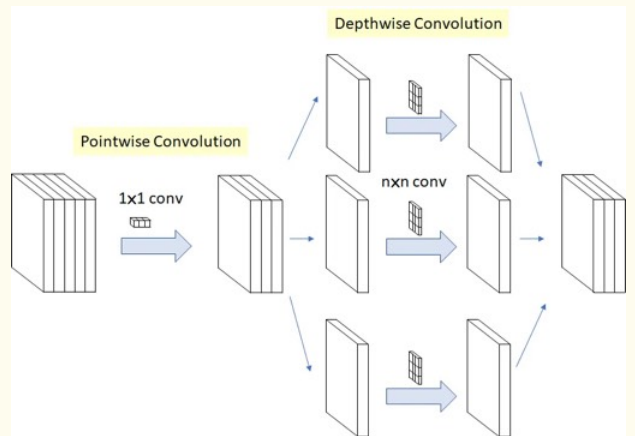 Depthwise Convolution
Pointwise Convolution
1x1 conv
nxn conv